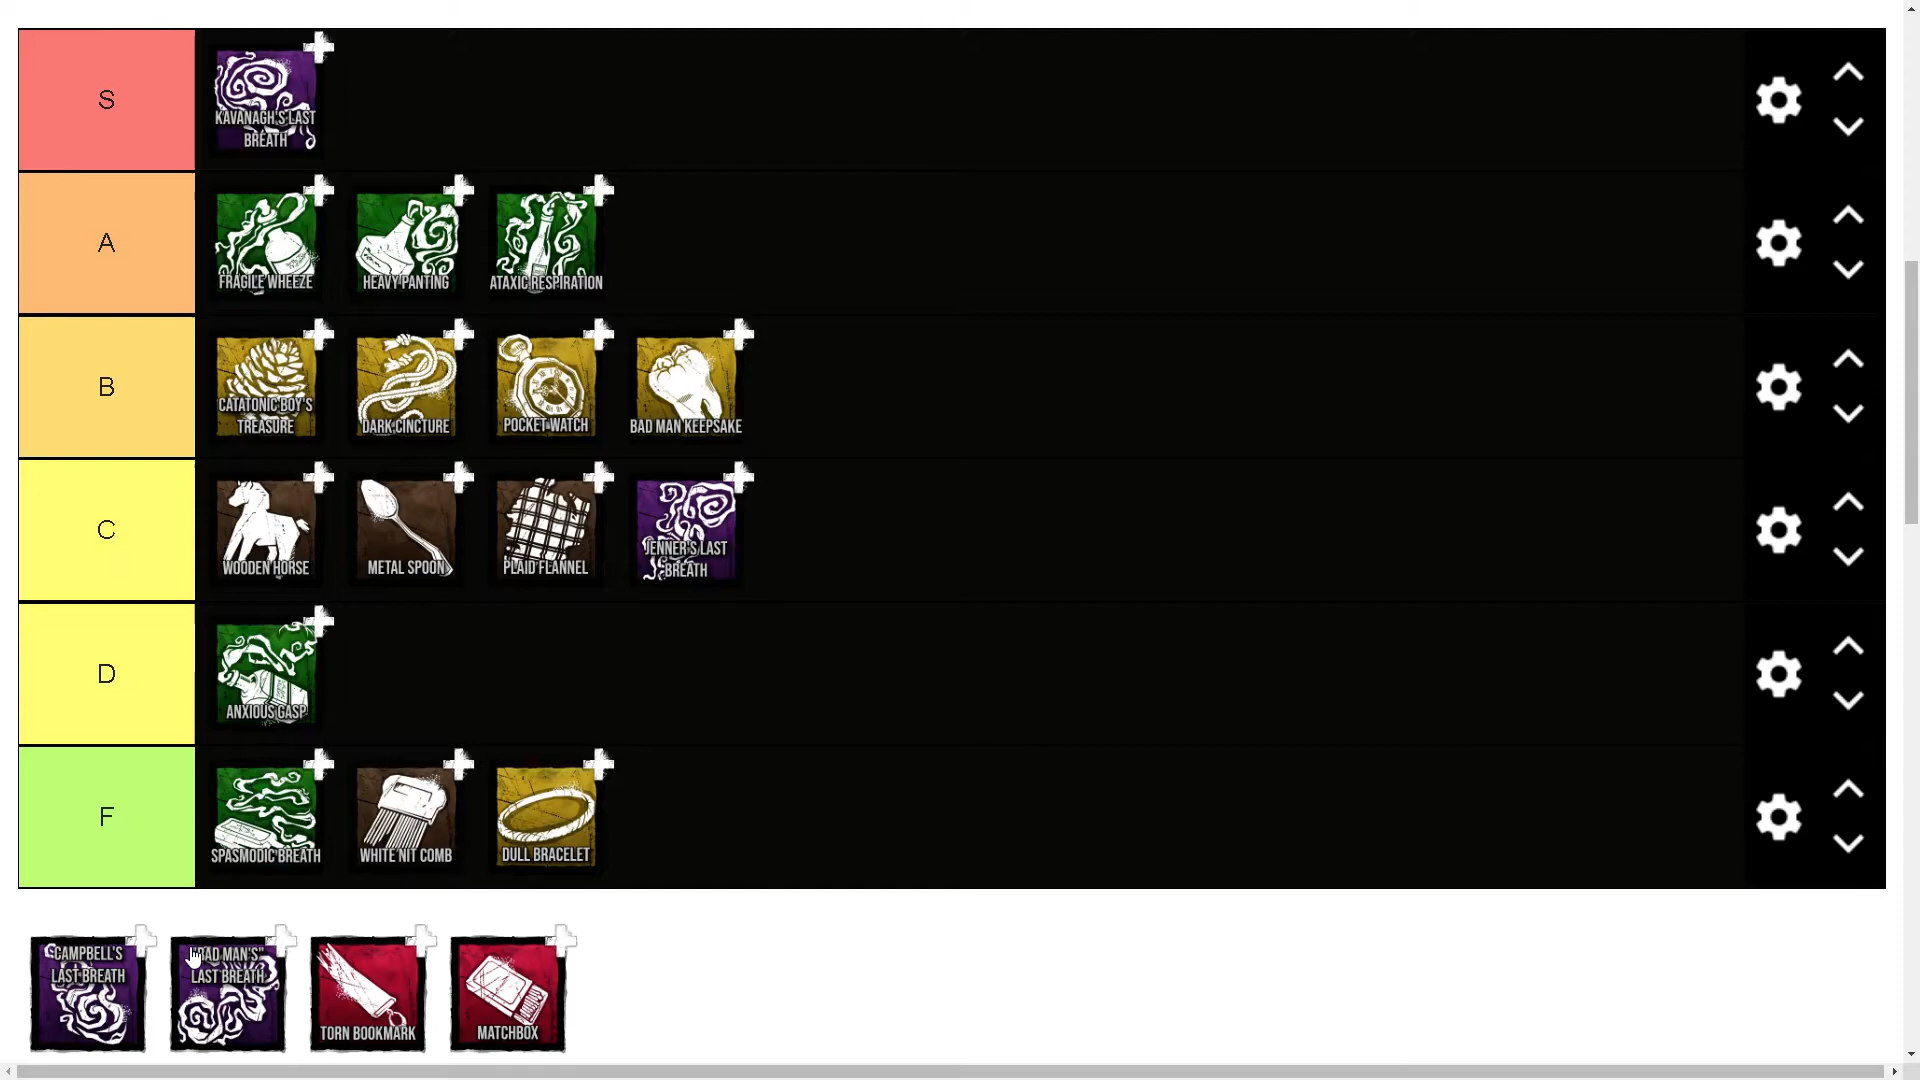 S
KAVANAGH'S LAST
BREATH
A
FRAGILE WHEEZE
HEAVY PANTING
ATAXIC RESPIRATION
B
CATATONIC BOY'S
TREASURE
DARK CINCTURE
POCKET WATCH
BAD MAN KEEPSAKE
C
WOODEN HORSE
METAL SPOON
PLAID FLANNEL
JENNER'S LAST
BREATH
D
ANXIOUS GASP
F
SPASMODIC BREATH
WHITE NIT COMB
DULL BRACELET
CAMPBELL'S
LAST BREATH
"BAD MAN'S"
LAST BREATH
TORN BOOKMARK
MATCHBOX